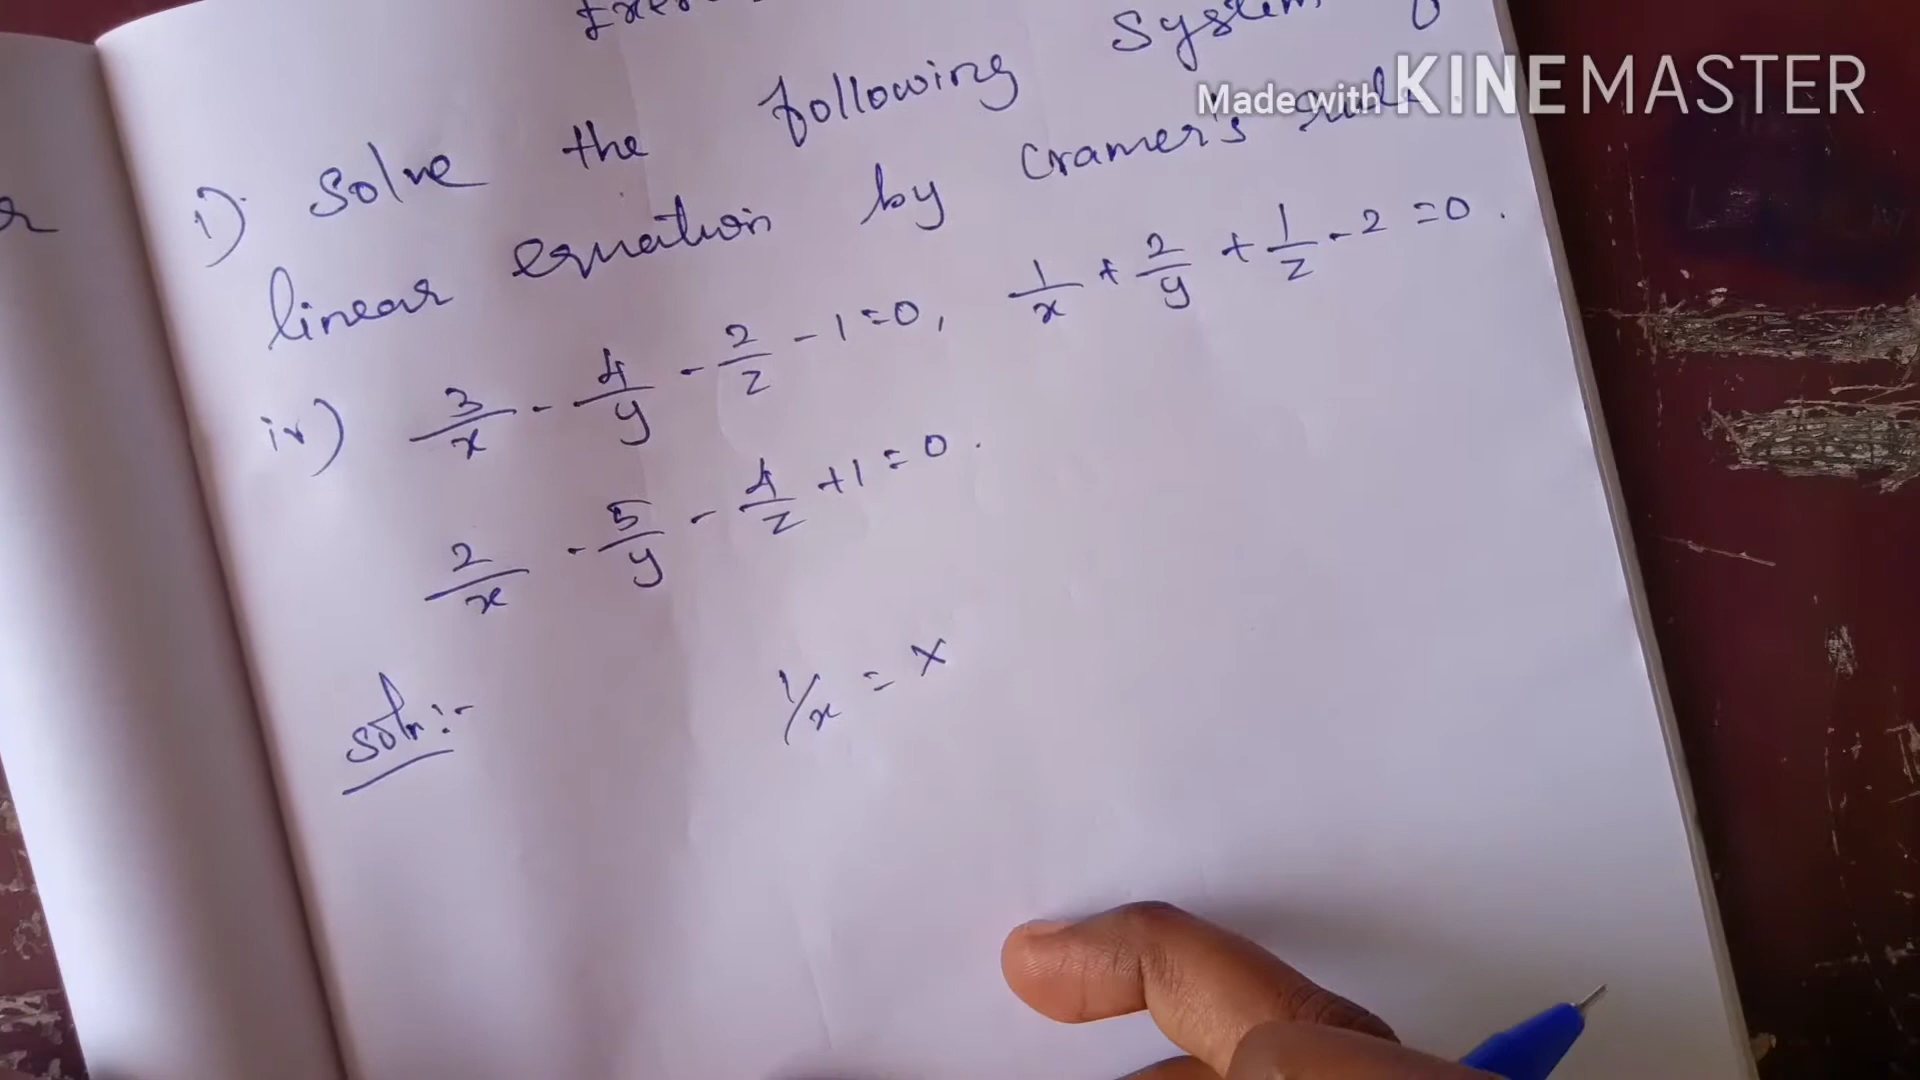 System
1) Solve the following
linear equation by Cramer's rule
iv) 3/x - 4/y - 2/z - 1 = 0, 1/x + 2/y + 1/z - 2 = 0.
2/x - 5/y - 4/z + 1 = 0.
Soln:- 1/x = X
Made with KINEMASTER